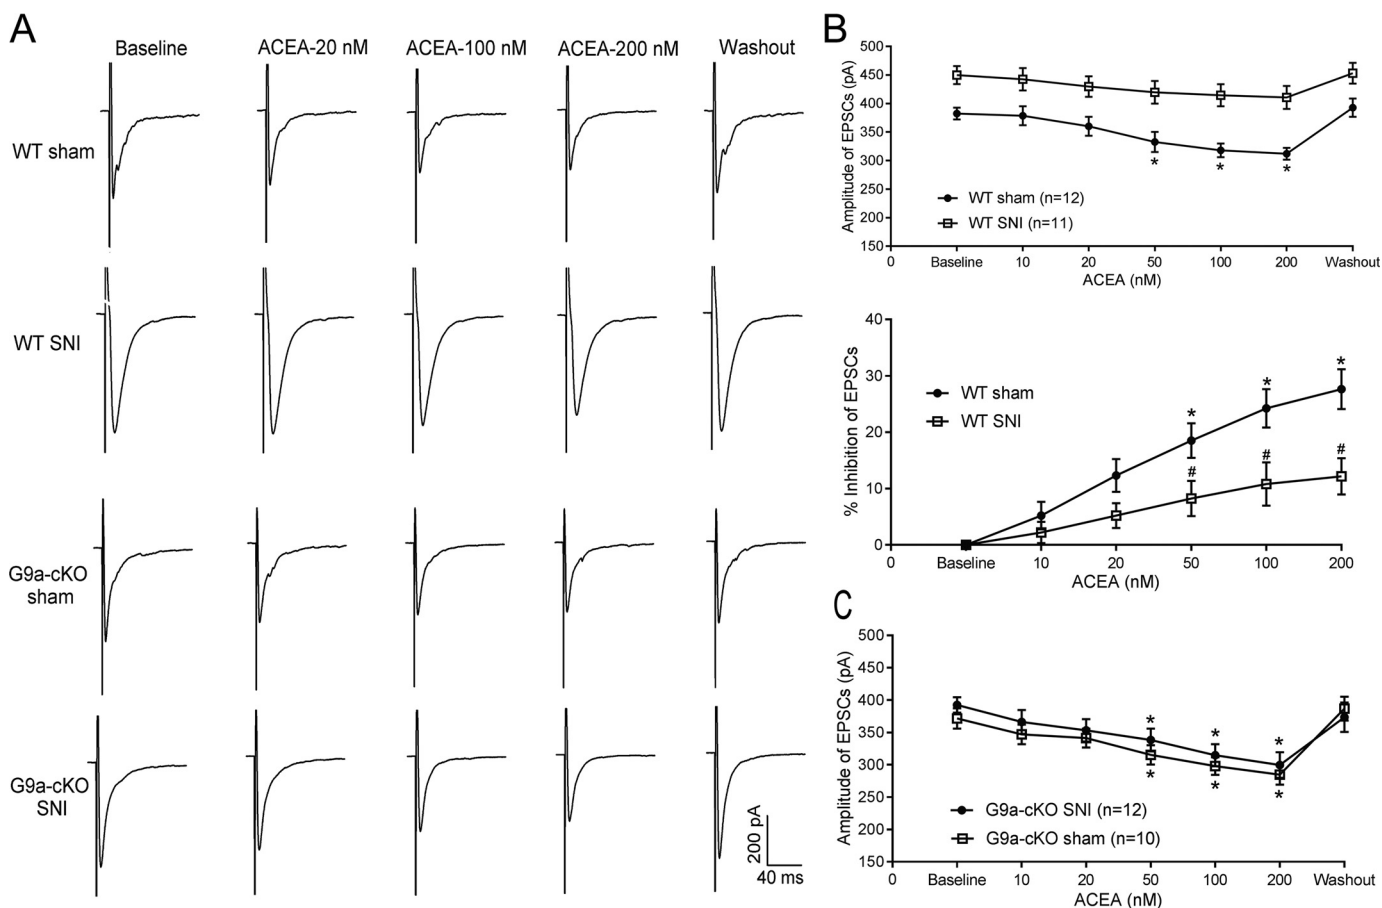 A
Baseline
ACEA-20 nM
ACEA-100 nM
ACEA-200 nM
Washout
WT sham
WT SNI
G9a-cKO
sham
G9a-cKO
SNI
200 pA
40 ms
B
Amplitude of EPSCs (pA)
500
450
400
350
300
250
200
150
* * *
WT sham (n=12)
WT SNI (n=11)
0 Baseline 10 20 50 100 200 Washout
ACEA (nM)
% Inhibition of EPSCs
40
30
20
10
0
* * *
# # #
WT sham
WT SNI
0 Baseline 10 20 50 100 200
ACEA (nM)
C
Amplitude of EPSCs (pA)
500
450
400
350
300
250
200
150
* * *
* * *
G9a-cKO SNI (n=12)
G9a-cKO sham (n=10)
0 Baseline 10 20 50 100 200 Washout
ACEA (nM)